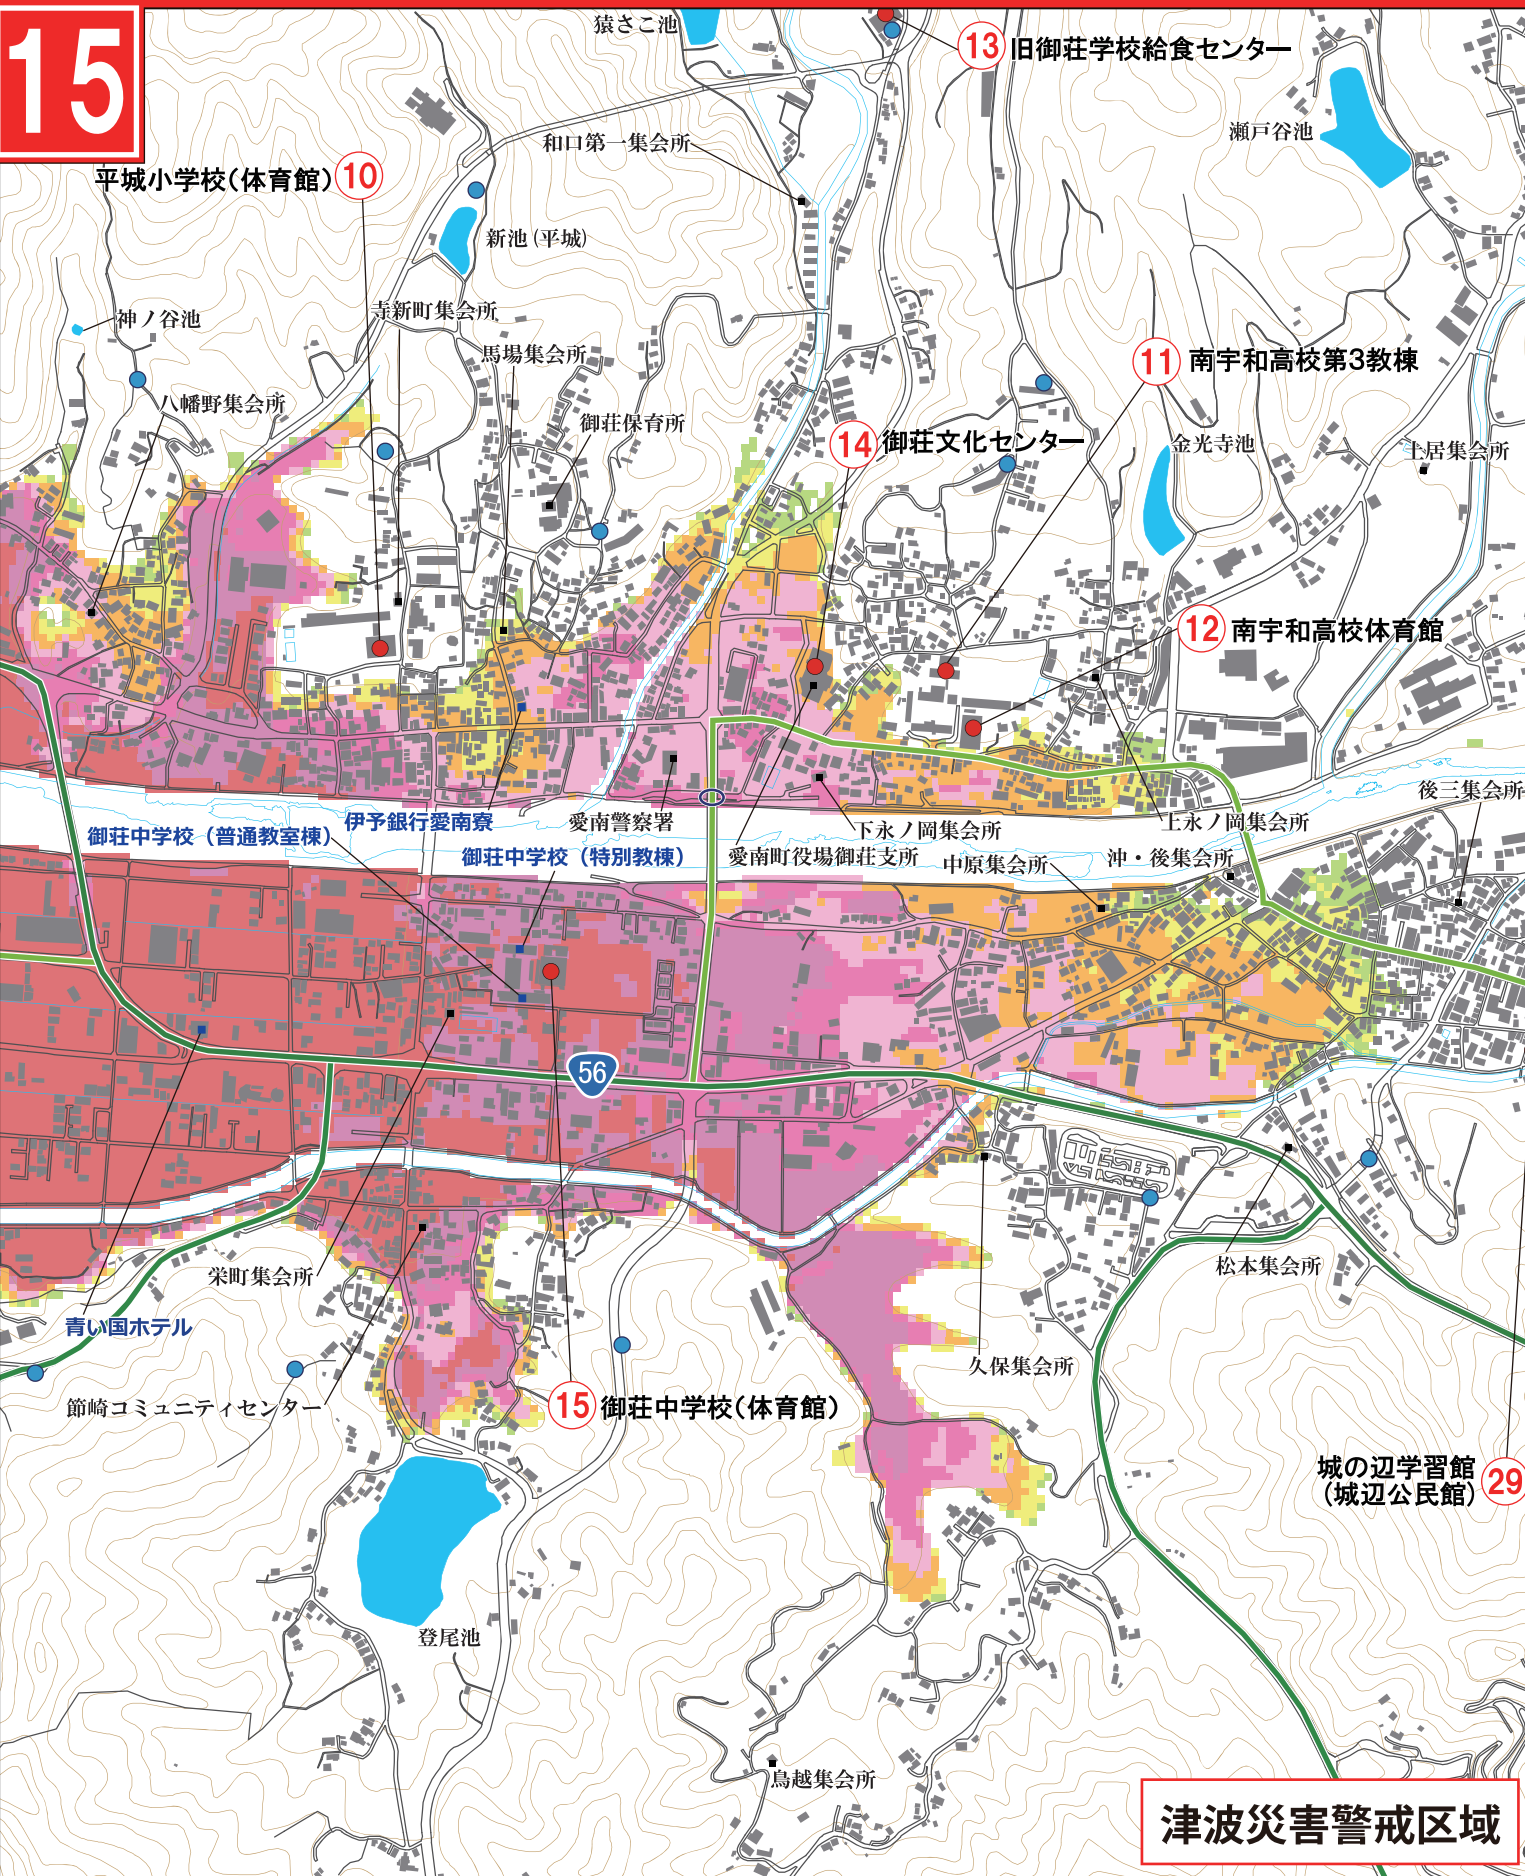 15
猿さこ池
13 旧御荘学校給食センター
瀬戸谷池
和口第一集会所
平城小学校(体育館) 10
新池(平城)
神ノ谷池
寺新町集会所
馬場集会所
11 南宇和高校第3教棟
八幡野集会所
御荘保育所
14 御荘文化センター
金光寺池
土居集会所
12 南宇和高校体育館
後三集会所
伊予銀行愛南寮
愛南警察署
下永ノ岡集会所
上永ノ岡集会所
御荘中学校(普通教室棟)
御荘中学校(特別教棟)
愛南町役場御荘支所
中原集会所
沖・後集会所
56
栄町集会所
松本集会所
青い国ホテル
久保集会所
節崎コミュニティセンター
15 御荘中学校(体育館)
城の辺学習館
(城辺公民館) 29
登尾池
鳥越集会所
津波災害警戒区域